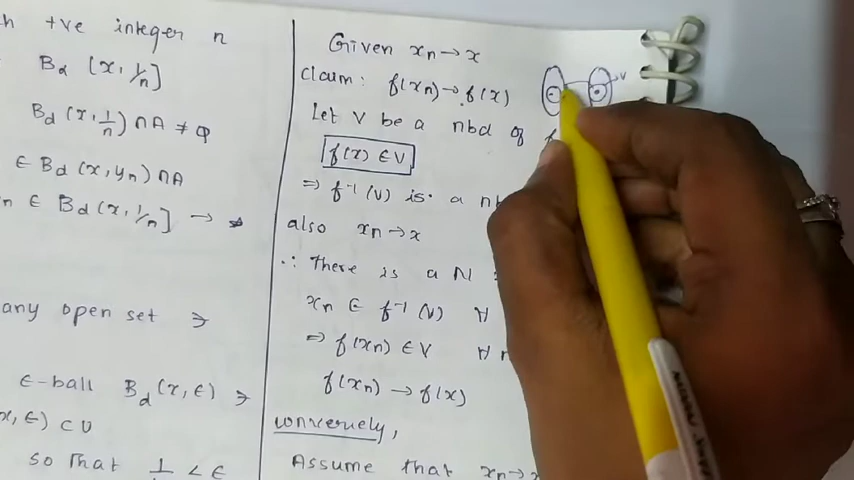 +ve integer n
Bd (x, 1/n]
Bd (x, 1/n) ∩A ≠ φ
∈ Bd (x, yn) ∩A
n ∈ Bd (x, 1/n] →
any open set ∋
ε-ball Bd (x, ε) ∋
x, ε) ⊂ U
so That 1/n < ε
Given xn → x
Claim: f(xn) → f(x)
V
Let V be a nbd of
f(x) ∈ V
⇒ f⁻¹(V) is a
also xn → x
∴ There is a N
xn ∈ f⁻¹(V) ∀
⇒ f(xn) ∈ V ∀ n
f(xn) → f(x)
conversely,
Assume that xn →